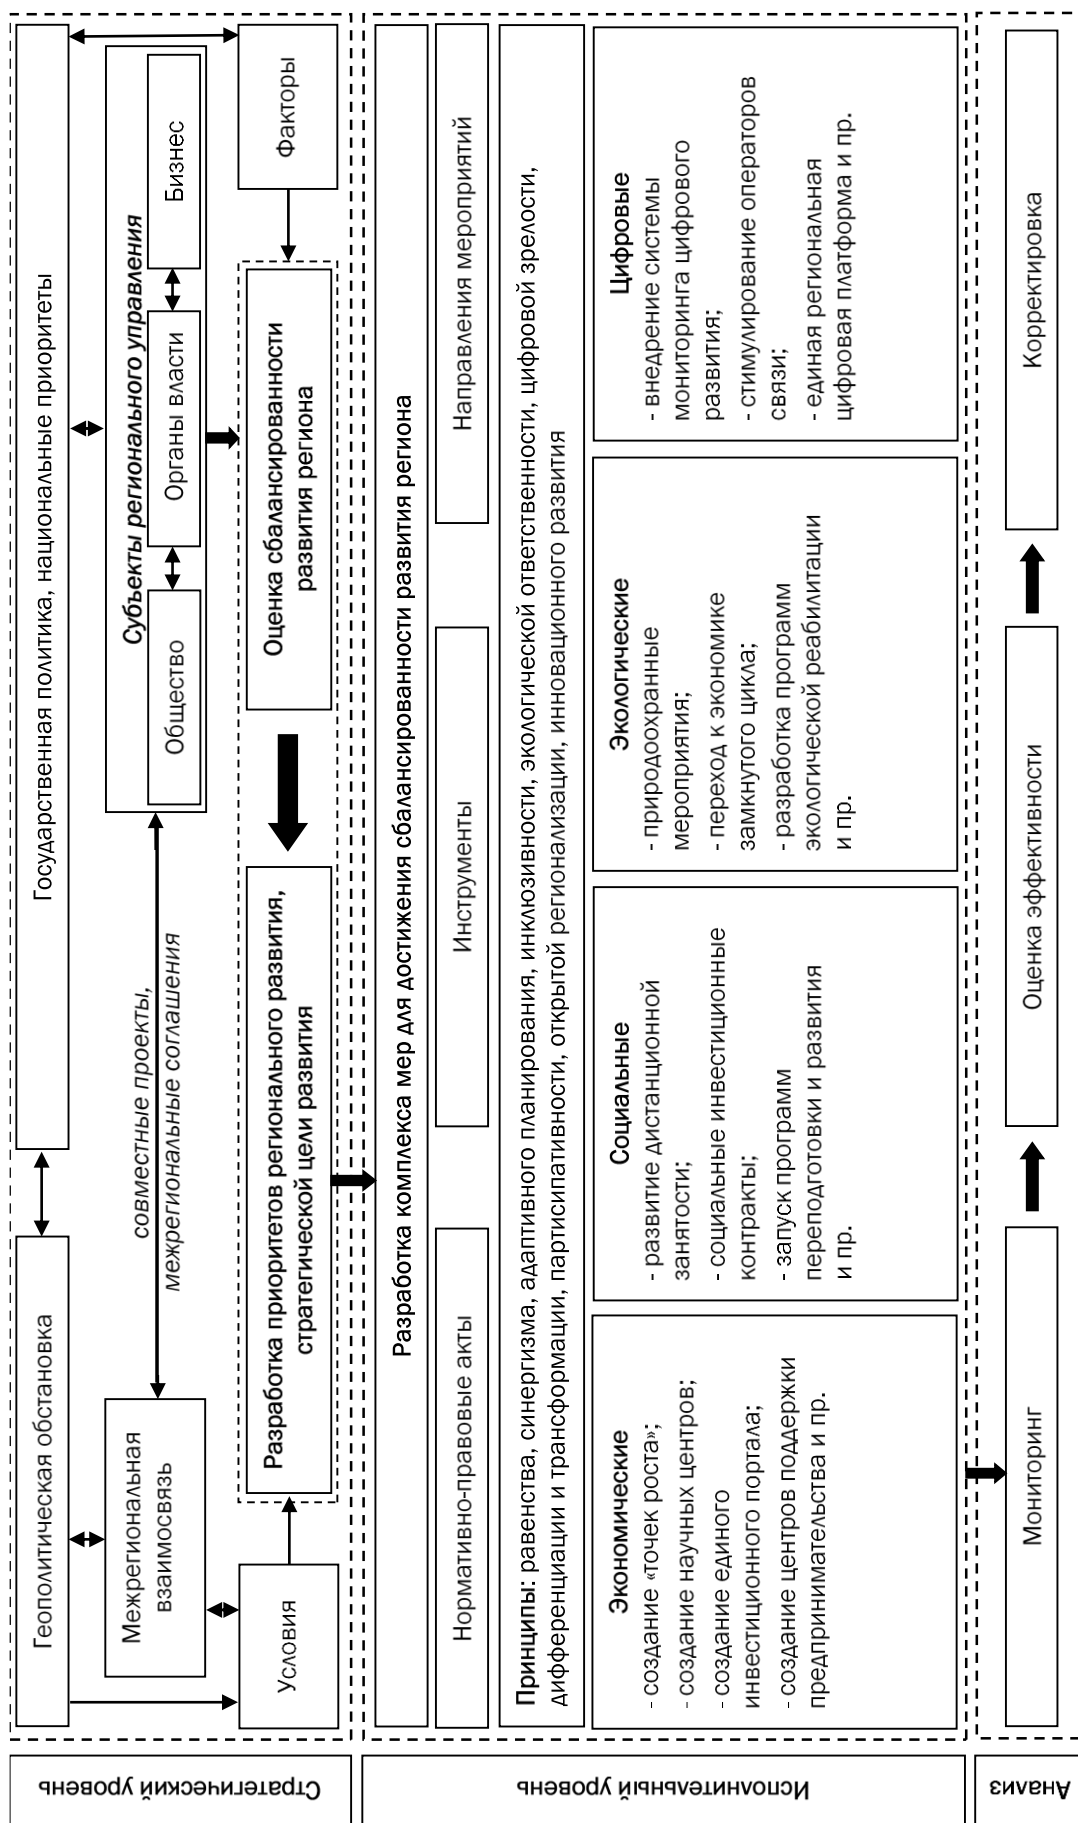 Стратегический уровень
Геополитическая обстановка
Государственная политика, национальные приоритеты
Межрегиональная
взаимосвязь
совместные проекты,
межрегиональные соглашения
Субъекты регионального управления
Общество
Органы власти
Бизнес
Условия
Разработка приоритетов регионального развития,
стратегической цели развития
Оценка сбалансированности
развития региона
Факторы
Исполнительный уровень
Разработка комплекса мер для достижения сбалансированности развития региона
Нормативно-правовые акты
Инструменты
Направления мероприятий
Принципы: равенства, синергизма, адаптивного планирования, инклюзивности, экологической ответственности, цифровой зрелости,
дифференциации и трансформации, партисипативности, открытой регионализации, инновационного развития
Экономические
- создание «точек роста»;
- создание научных центров;
- создание единого
инвестиционного портала;
- создание центров поддержки
предпринимательства и пр.
Социальные
- развитие дистанционной
занятости;
- социальные инвестиционные
контракты;
- запуск программ
переподготовки и развития
и пр.
Экологические
- природоохранные
мероприятия;
- переход к экономике
замкнутого цикла;
- разработка программ
экологической реабилитации
и пр.
Цифровые
- внедрение системы
мониторинга цифрового
развития;
- стимулирование операторов
связи;
- единая региональная
цифровая платформа и пр.
Анализ
Мониторинг
Оценка эффективности
Корректировка